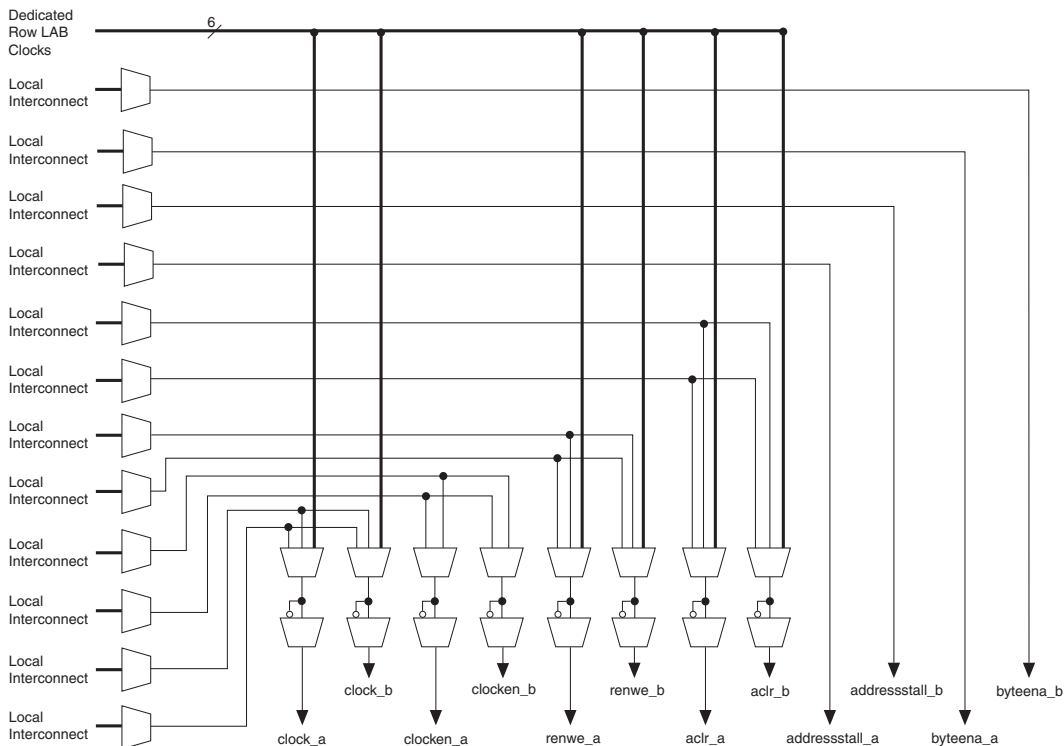 Dedicated
Row LAB
Clocks
6
Local
Interconnect
Local
Interconnect
Local
Interconnect
Local
Interconnect
Local
Interconnect
Local
Interconnect
Local
Interconnect
Local
Interconnect
Local
Interconnect
Local
Interconnect
Local
Interconnect
Local
Interconnect
clock_b
clocken_b
renwe_b
aclr_b
addressstall_b
byteena_b
clock_a
clocken_a
renwe_a
aclr_a
addressstall_a
byteena_a